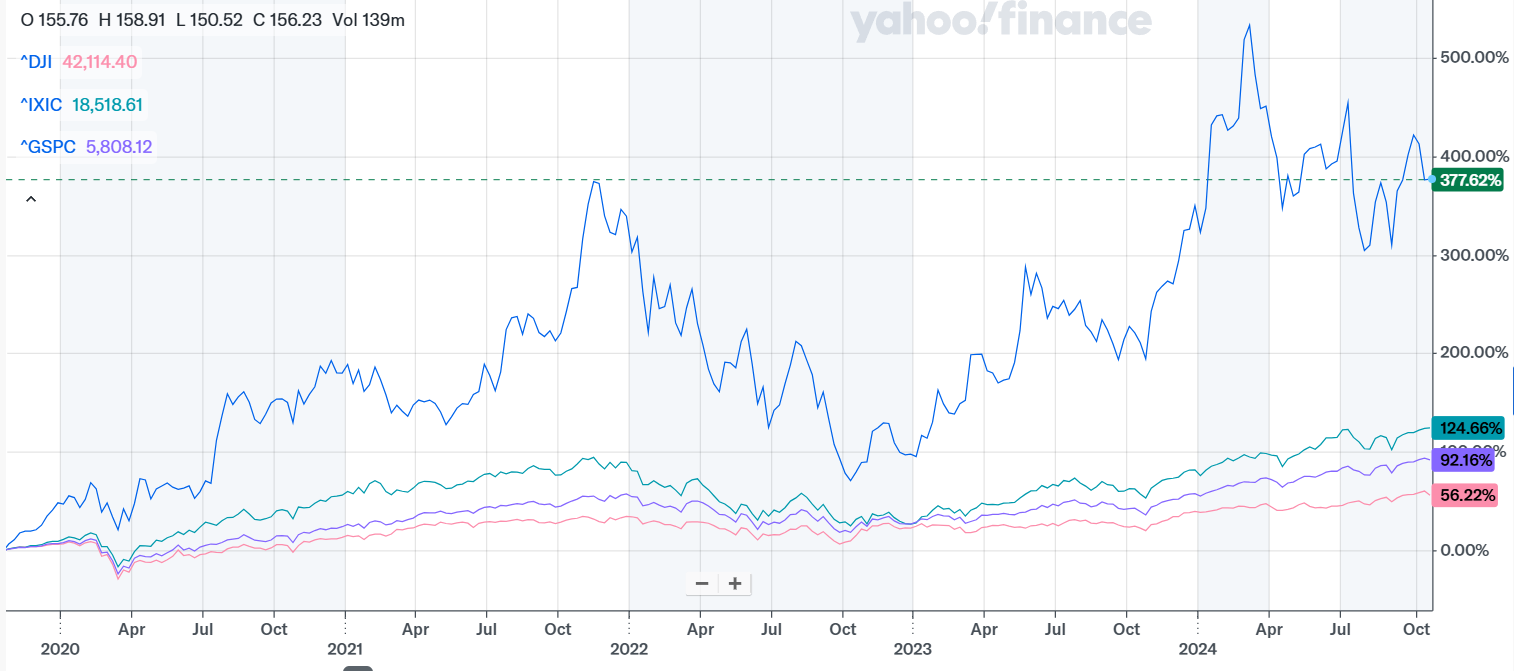 O 155.76 H 158.91 L 150.52 C 156.23 Vol 139m
yahoo!finance
^DJI 42,114.40
^IXIC 18,518.61
^GSPC 5,808.12
500.00%
400.00%
377.62%
300.00%
200.00%
124.66%
100.00%
92.16%
56.22%
0.00%
− +
Apr Jul Oct Apr Jul Oct Apr Jul Oct Apr Jul Oct Apr Jul Oct
2020 2021 2022 2023 2024